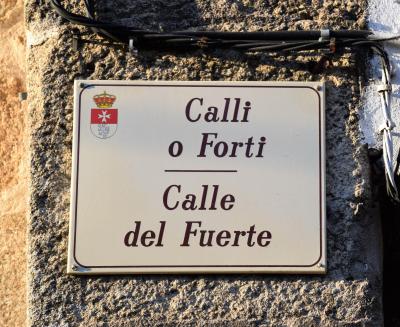 Calli
o Forti
Calle
del Fuerte